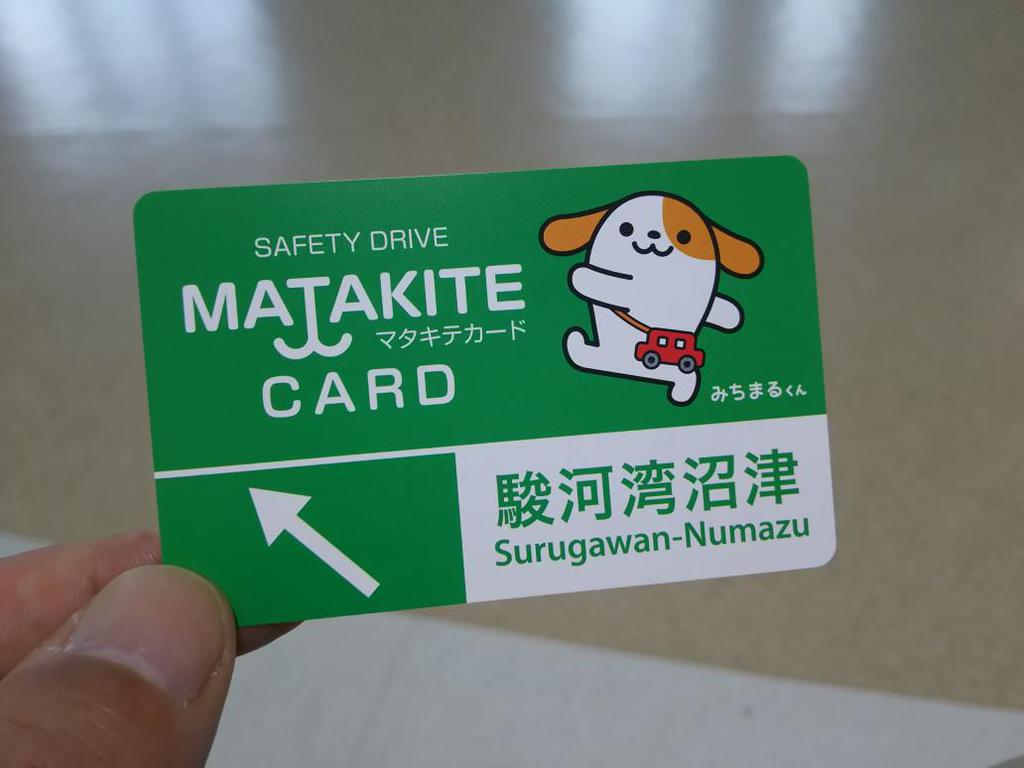 SAFETY DRIVE
MATAKITE
マタキテカード
CARD
みちまるくん
駿河湾沼津
Surugawan-Numazu